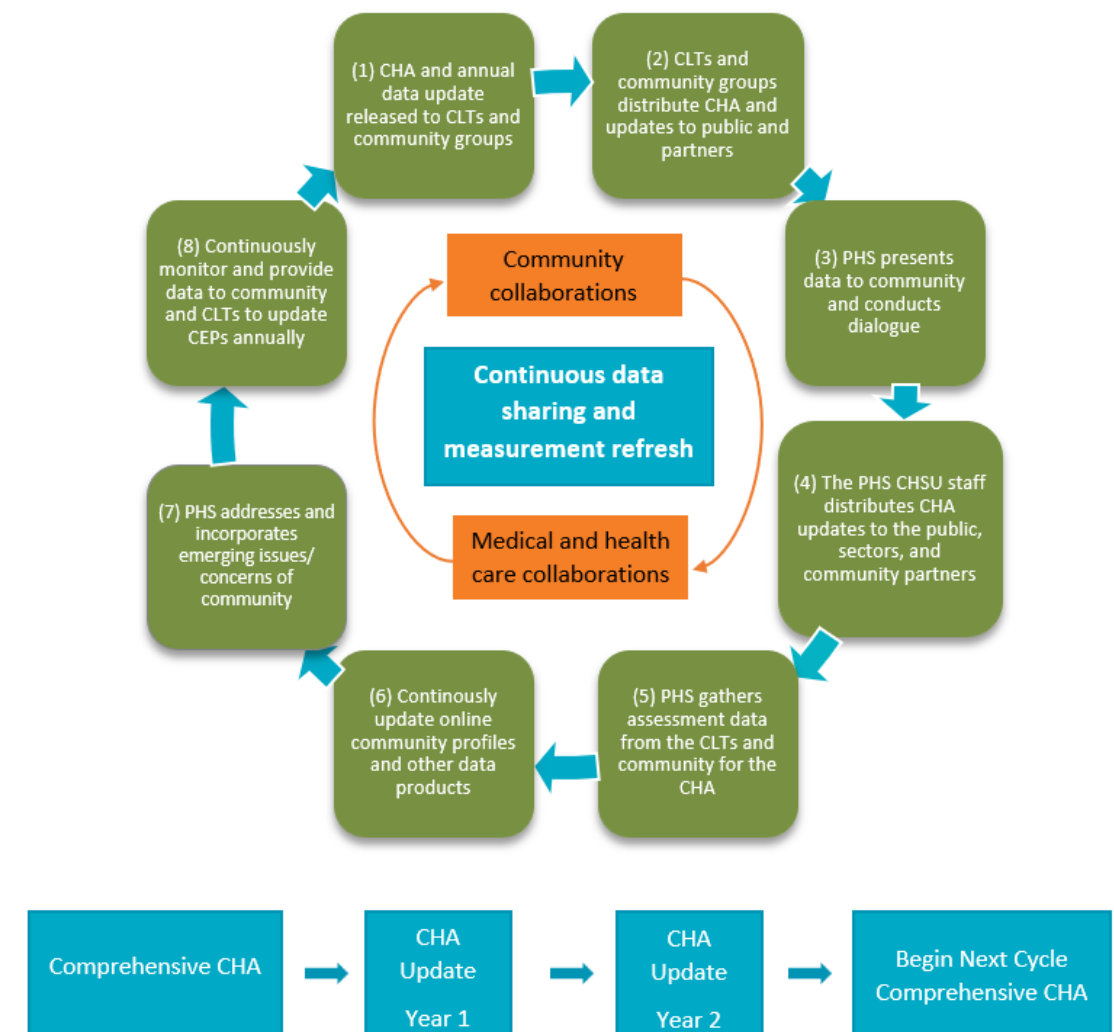 (1) CHA and annual
data update
released to CLTs and
community groups
(2) CLTs and
community groups
distribute CHA and
updates to public and
partners
(3) PHS presents
data to community
and conducts
dialogue
(4) The PHS CHSU staff
distributes CHA
updates to the public,
sectors, and
community partners
(5) PHS gathers
assessment data
from the CLTs and
community for the
CHA
(6) Continously
update online
community profiles
and other data
products
(7) PHS addresses and
incorporates
emerging issues/
concerns of
community
(8) Continuously
monitor and provide
data to community
and CLTs to update
CEPs annually
Community
collaborations
Continuous data
sharing and
measurement refresh
Medical and health
care collaborations
Comprehensive CHA
CHA
Update
Year 1
CHA
Update
Year 2
Begin Next Cycle
Comprehensive CHA